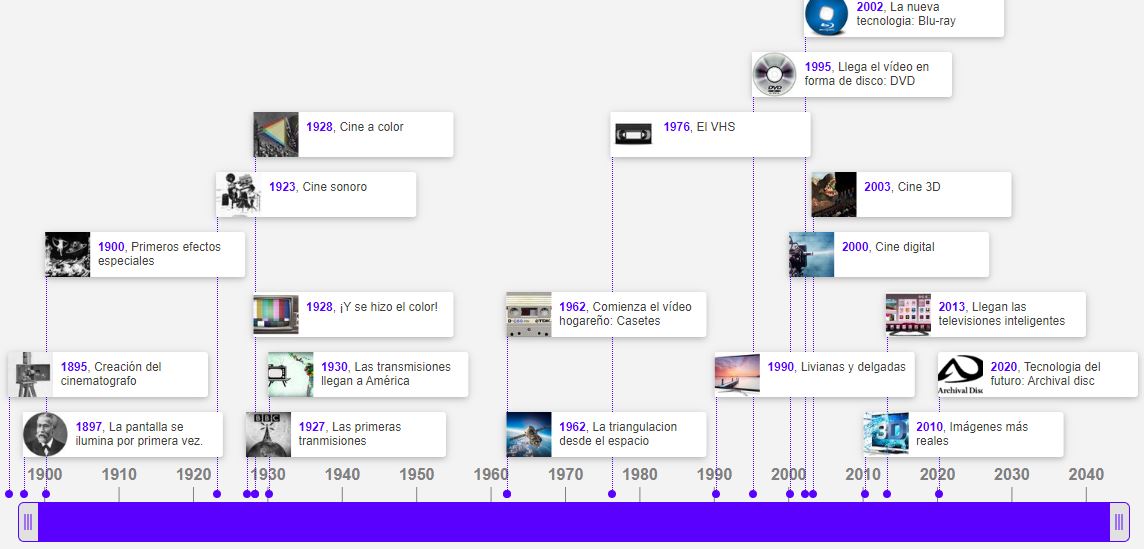 2002, La nueva
tecnologia: Blu-ray
1995, Llega el vídeo en
forma de disco: DVD
DVD
1928, Cine a color
1976, El VHS
1923, Cine sonoro
2003, Cine 3D
1900, Primeros efectos
especiales
2000, Cine digital
1928, ¡Y se hizo el color!
1962, Comienza el vídeo
hogareño: Casetes
2013, Llegan las
televisiones inteligentes
1895, Creación del
cinematografo
1930, Las transmisiones
llegan a América
1990, Livianas y delgadas
2020, Tecnologia del
futuro: Archival disc
Archival Disc
1897, La pantalla se
ilumina por primera vez.
BBC
1927, Las primeras
tranmisiones
1962, La triangulacion
desde el espacio
3D
2010, Imágenes más
reales
1900 1910 1920 1930 1940 1950 1960 1970 1980 1990 2000 2010 2020 2030 2040